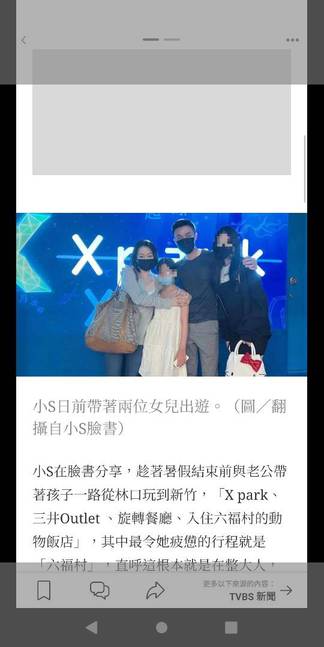 X park
小S日前帶著兩位女兒出遊。（圖／翻
攝自小S臉書）
小S在臉書分享，趁著暑假結束前與老公帶
著孩子一路從林口玩到新竹，「X park、
三井Outlet 、旋轉餐廳、入住六福村的動
物飯店」，其中最令她疲憊的行程就是
「六福村」，直呼這根本就是在整大人，
更多以下來源的內容：
TVBS 新聞